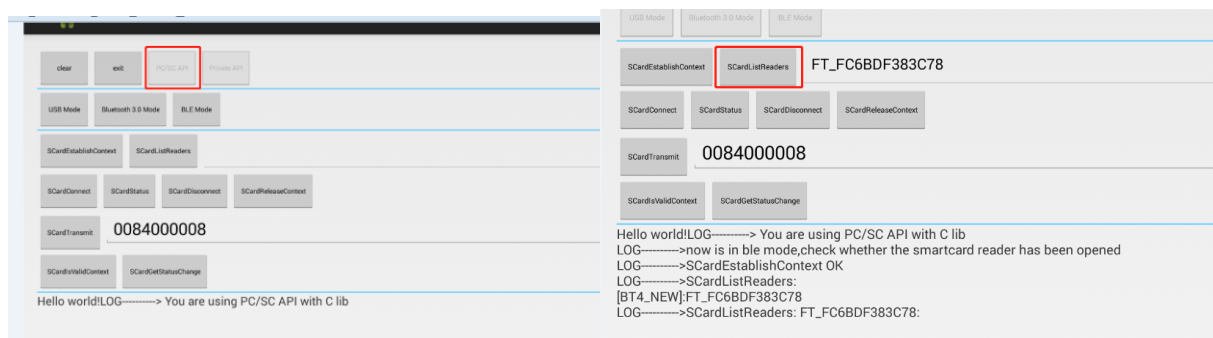 clear exit PC/SC API Private API
USB Mode Bluetooth 3.0 Mode BLE Mode
SCardEstablishContext SCardListReaders
SCardConnect SCardStatus SCardDisconnect SCardReleaseContext
SCardTransmit 0084000008
SCardIsValidContext SCardGetStatusChange
Hello world!LOG----------> You are using PC/SC API with C lib
USB Mode Bluetooth 3.0 Mode BLE Mode
SCardEstablishContext SCardListReaders FT_FC6BDF383C78
SCardConnect SCardStatus SCardDisconnect SCardReleaseContext
SCardTransmit 0084000008
SCardIsValidContext SCardGetStatusChange
Hello world!LOG----------> You are using PC/SC API with C lib
LOG---------->now is in ble mode,check whether the smartcard reader has been opened
LOG---------->SCardEstablishContext OK
LOG---------->SCardListReaders:
[BT4_NEW]:FT_FC6BDF383C78
LOG---------->SCardListReaders: FT_FC6BDF383C78: